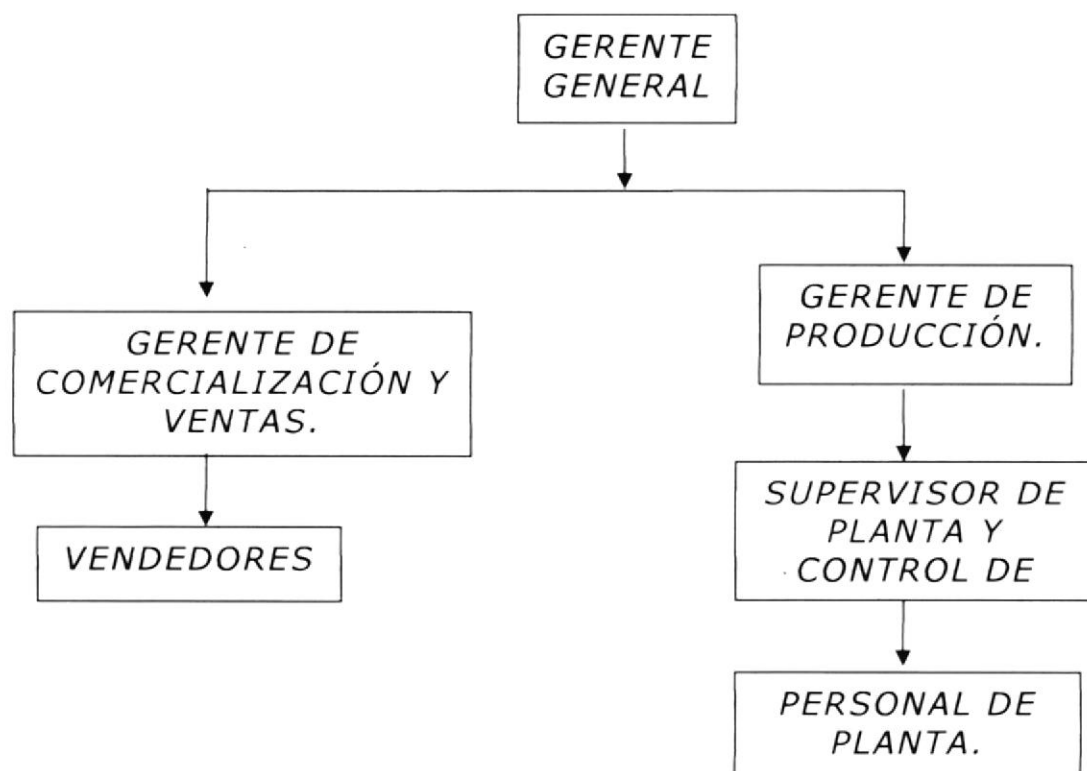 GERENTE
GENERAL
GERENTE DE
COMERCIALIZACIÓN Y
VENTAS.
VENDEDORES
GERENTE DE
PRODUCCIÓN.
SUPERVISOR DE
PLANTA Y
CONTROL DE
PERSONAL DE
PLANTA.